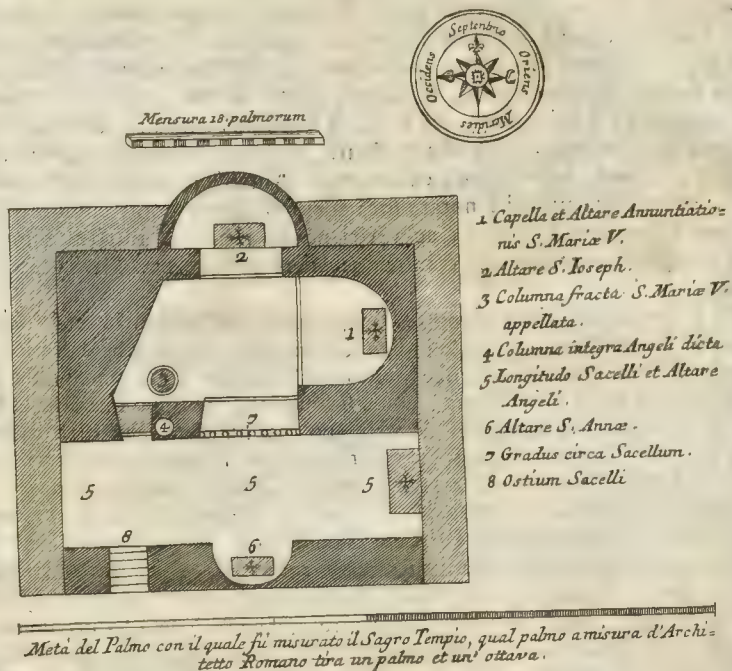 Septentrio
Occidens
Oriens
Meridies
Mensura 18. palmorum
2
1
3
4
7
5
5
5
8
6
1 Capella et Altare Annuntiatio=
nis S. Mariæ V.
2 Altare S. Ioseph.
3 Columna fracta S. Mariæ V.
appellata.
4 Columna integra Angeli dicta
5 Longitudo Sacelli et Altare
Angeli.
6 Altare S. Annæ.
7 Gradus circa Sacellum.
8 Ostium Sacelli
Metà del Palmo con il quale fù misurato il Sagro Tempio, qual palmo a misura d'Archi=
tetto Romano tira un palmo et un' ottava.